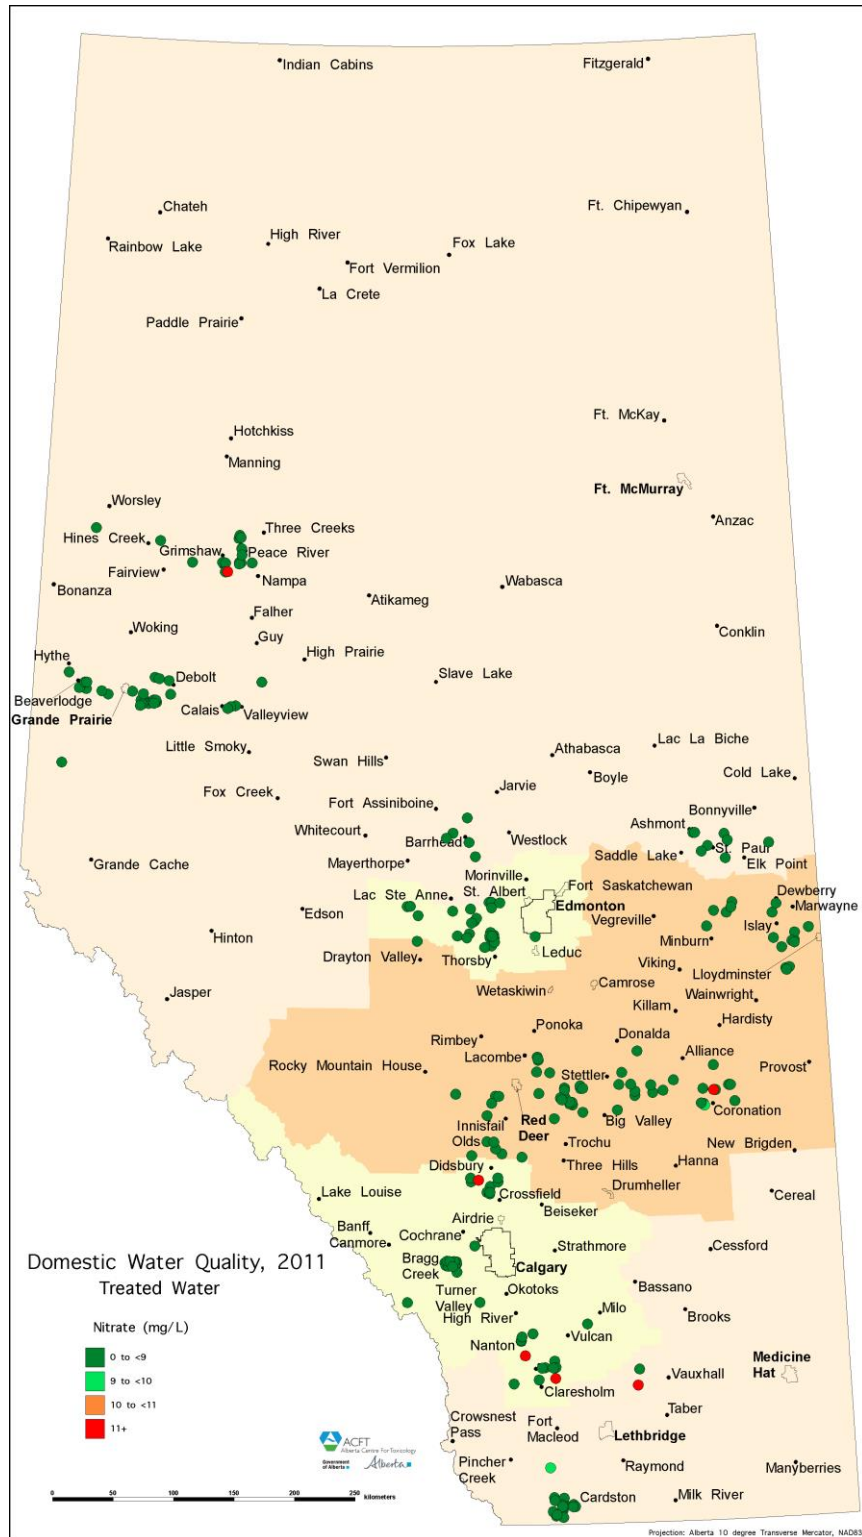 Indian Cabins
Fitzgerald
Chateh
Ft. Chipewyan
Rainbow Lake
High River
Fox Lake
Fort Vermilion
La Crete
Paddle Prairie
Hotchkiss
Ft. McKay
Manning
Ft. McMurray
Worsley
Anzac
Hines Creek
Three Creeks
Grimshaw
Peace River
Fairview
Nampa
Bonanza
Wabasca
Atikameg
Falher
Woking
Guy
Conklin
Hythe
High Prairie
Debolt
Slave Lake
Beaverlodge
Calais
Valleyview
Grande Prairie
Little Smoky
Lac La Biche
Swan Hills
Athabasca
Boyle
Cold Lake
Fox Creek
Jarvie
Fort Assiniboine
Bonnyville
Ashmont
Whitecourt
Barrhead
Westlock
St. Paul
Mayerthorpe
Saddle Lake
Elk Point
Grande Cache
Morinville
Lac Ste Anne
St. Albert
Fort Saskatchewan
Dewberry
Edmonton
Marwayne
Edson
Vegreville
Islay
Hinton
Minburn
Drayton Valley
Thorsby
Leduc
Viking
Lloydminster
Jasper
Wetaskiwin
Camrose
Wainwright
Killam
Ponoka
Hardisty
Rimbey
Donalda
Rocky Mountain House
Lacombe
Alliance
Stettler
Provost
Coronation
Innisfail
Red
Deer
Big Valley
Olds
Trochu
New Brigden
Didsbury
Three Hills
Hanna
Lake Louise
Crossfield
Drumheller
Cereal
Airdrie
Beiseker
Banff
Cochrane
Canmore
Strathmore
Cessford
Bragg
Creek
Calgary
Domestic Water Quality, 2011
Treated Water
Turner
Valley
Okotoks
Bassano
High River
Milo
Brooks
Nitrate (mg/L)
Nanton
Vulcan
0 to <9
9 to <10
10 to <11
11+
Medicine
Hat
Vauxhall
Claresholm
Taber
Crowsnest
Pass
Fort
Macleod
Lethbridge
ACFT
Alberta Centre For Toxicology
Government
of Alberta
Alberta
Pincher
Creek
Raymond
Manyberries
Cardston
Milk River
0 50 100 150 200 250 kilometers
Projection: Alberta 10 degree Transverse Mercator, NAD83